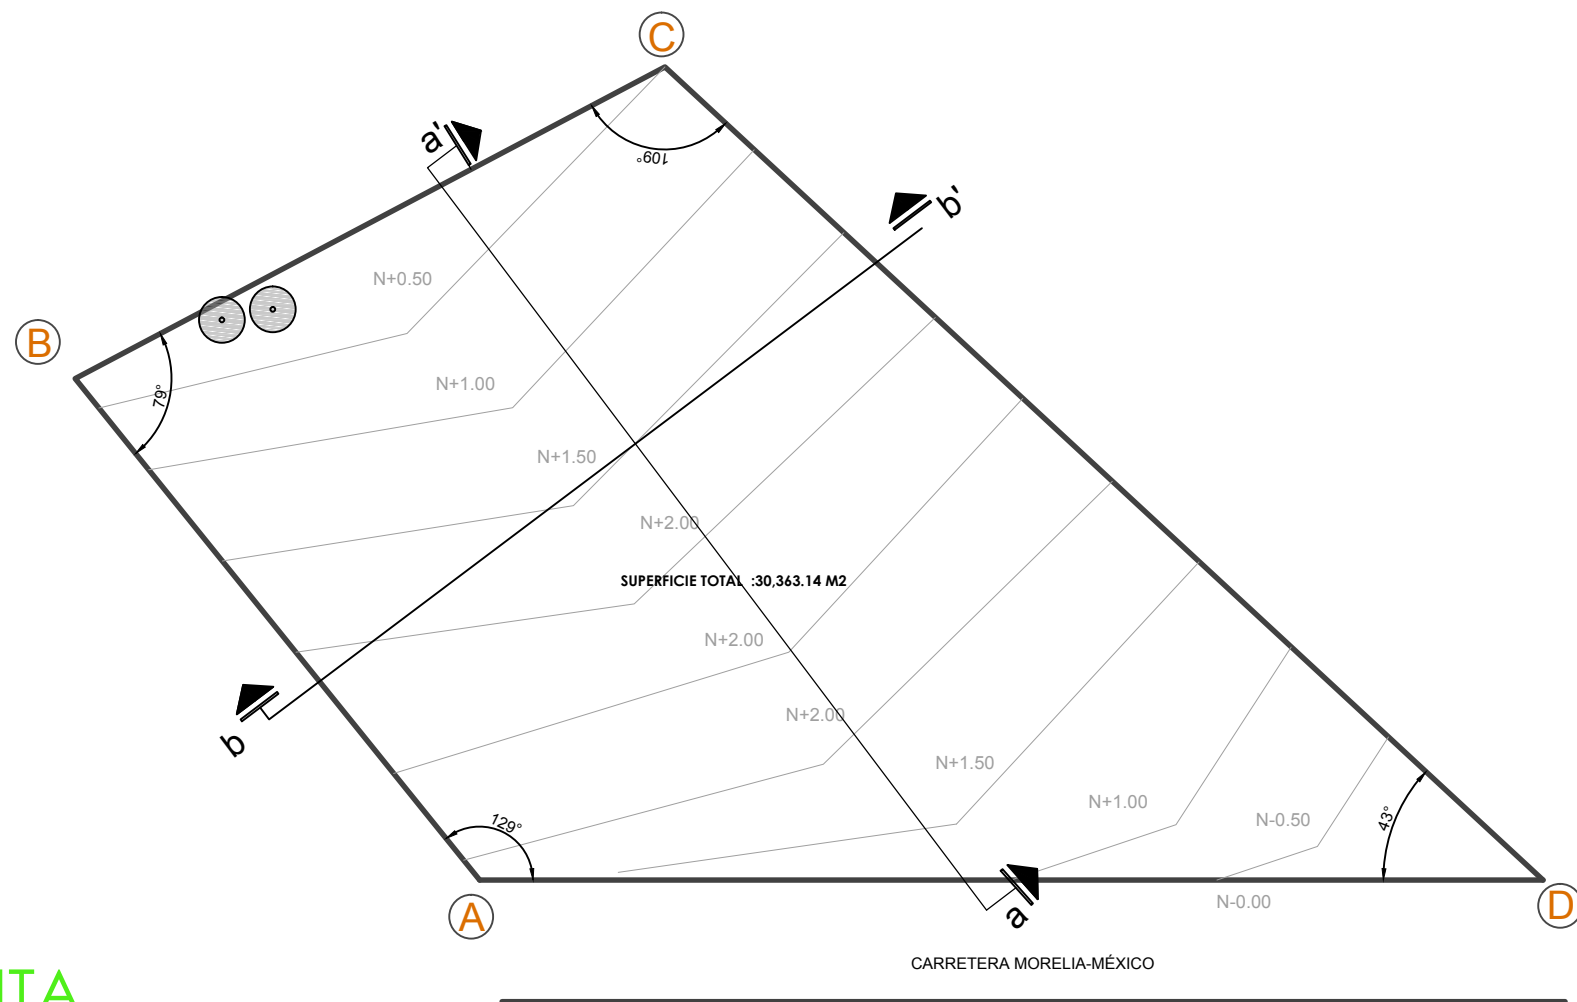 C
a'
109°
b'
N+0.50
B
79°
N+1.00
N+1.50
N+2.00
SUPERFICIE TOTAL :30,363.14 M2
N+2.00
N+2.00
b
N+1.50
N+1.00
N-0.50
43°
129°
A
a
N-0.00
D
CARRETERA MORELIA-MÉXICO